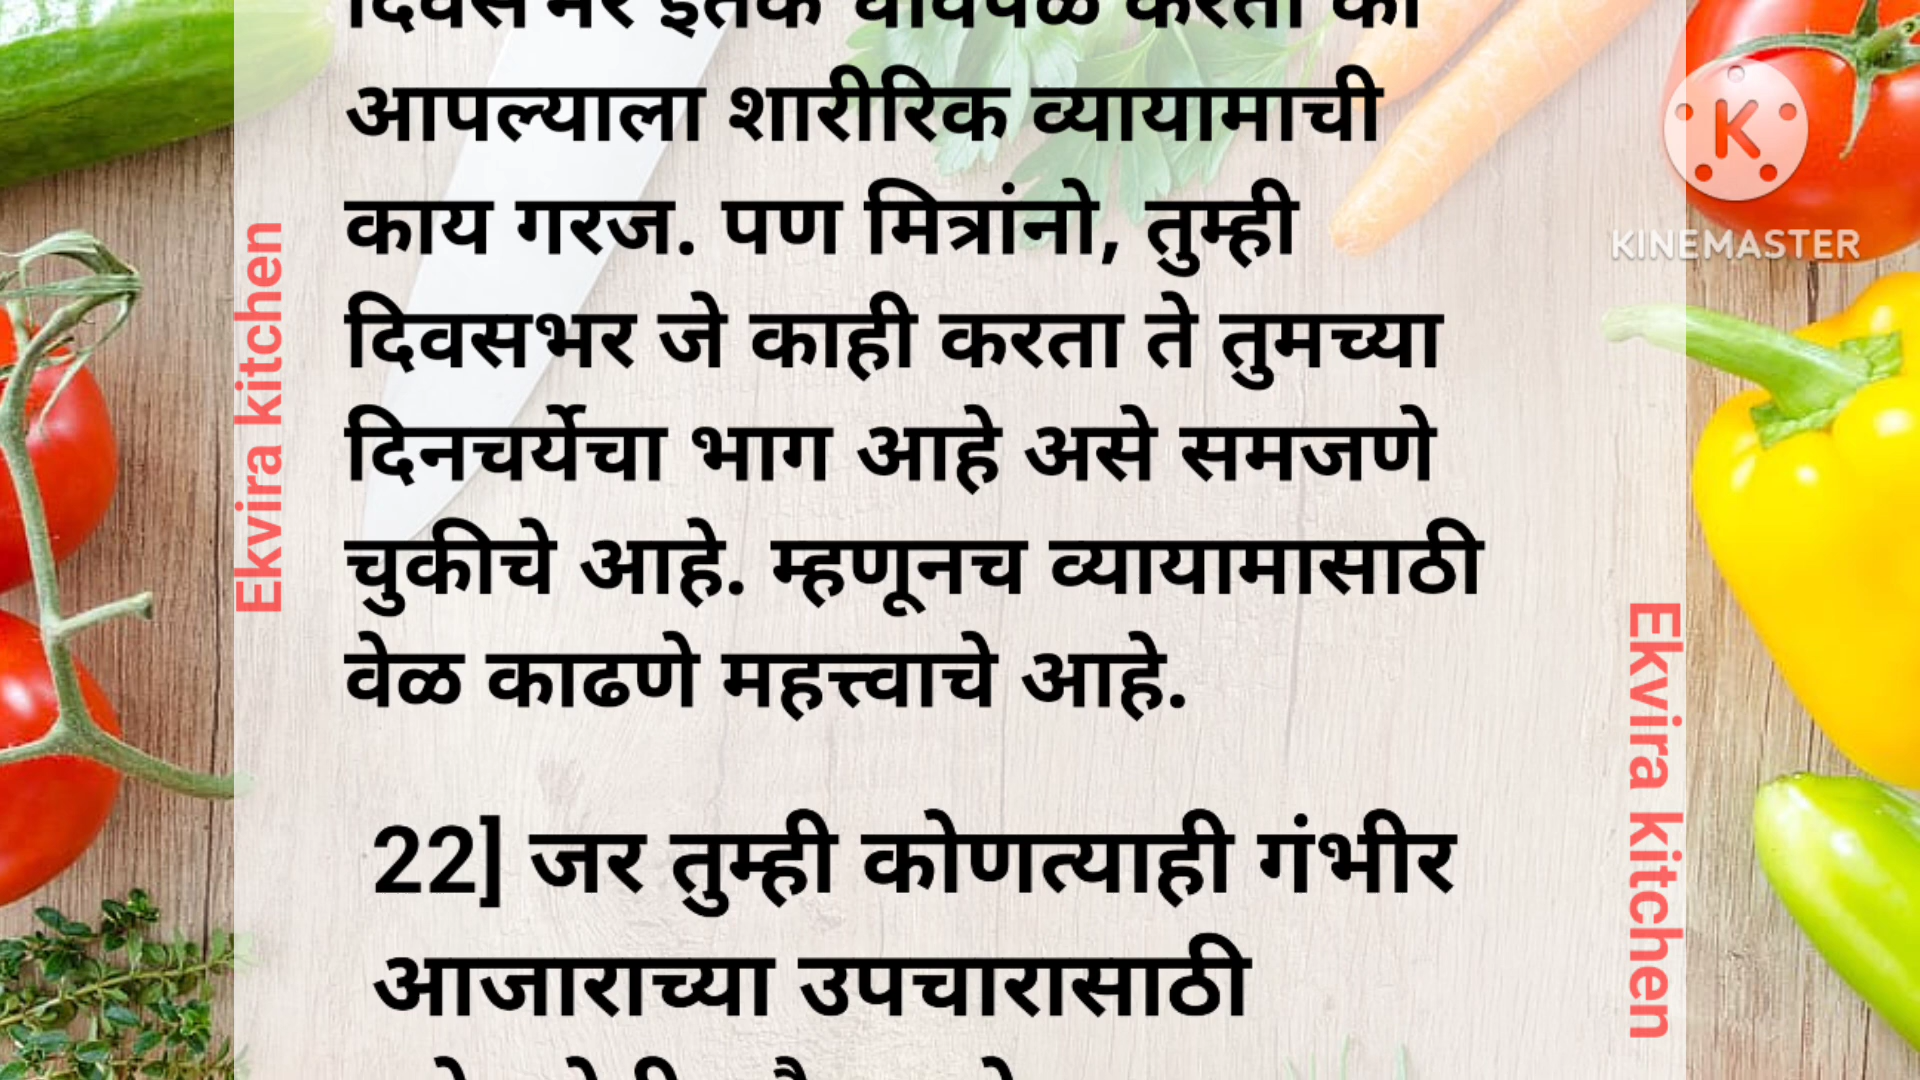 आपल्याला शारीरिक व्यायामाची
काय गरज. पण मित्रांनो, तुम्ही
दिवसभर जे काही करता ते तुमच्या
दिनचर्येचा भाग आहे असे समजणे
चुकीचे आहे. म्हणूनच व्यायामासाठी
वेळ काढणे महत्त्वाचे आहे.
22] जर तुम्ही कोणत्याही गंभीर
आजाराच्या उपचारासाठी
Ekvira kitchen
Ekvira kitchen
K
KINEMASTER